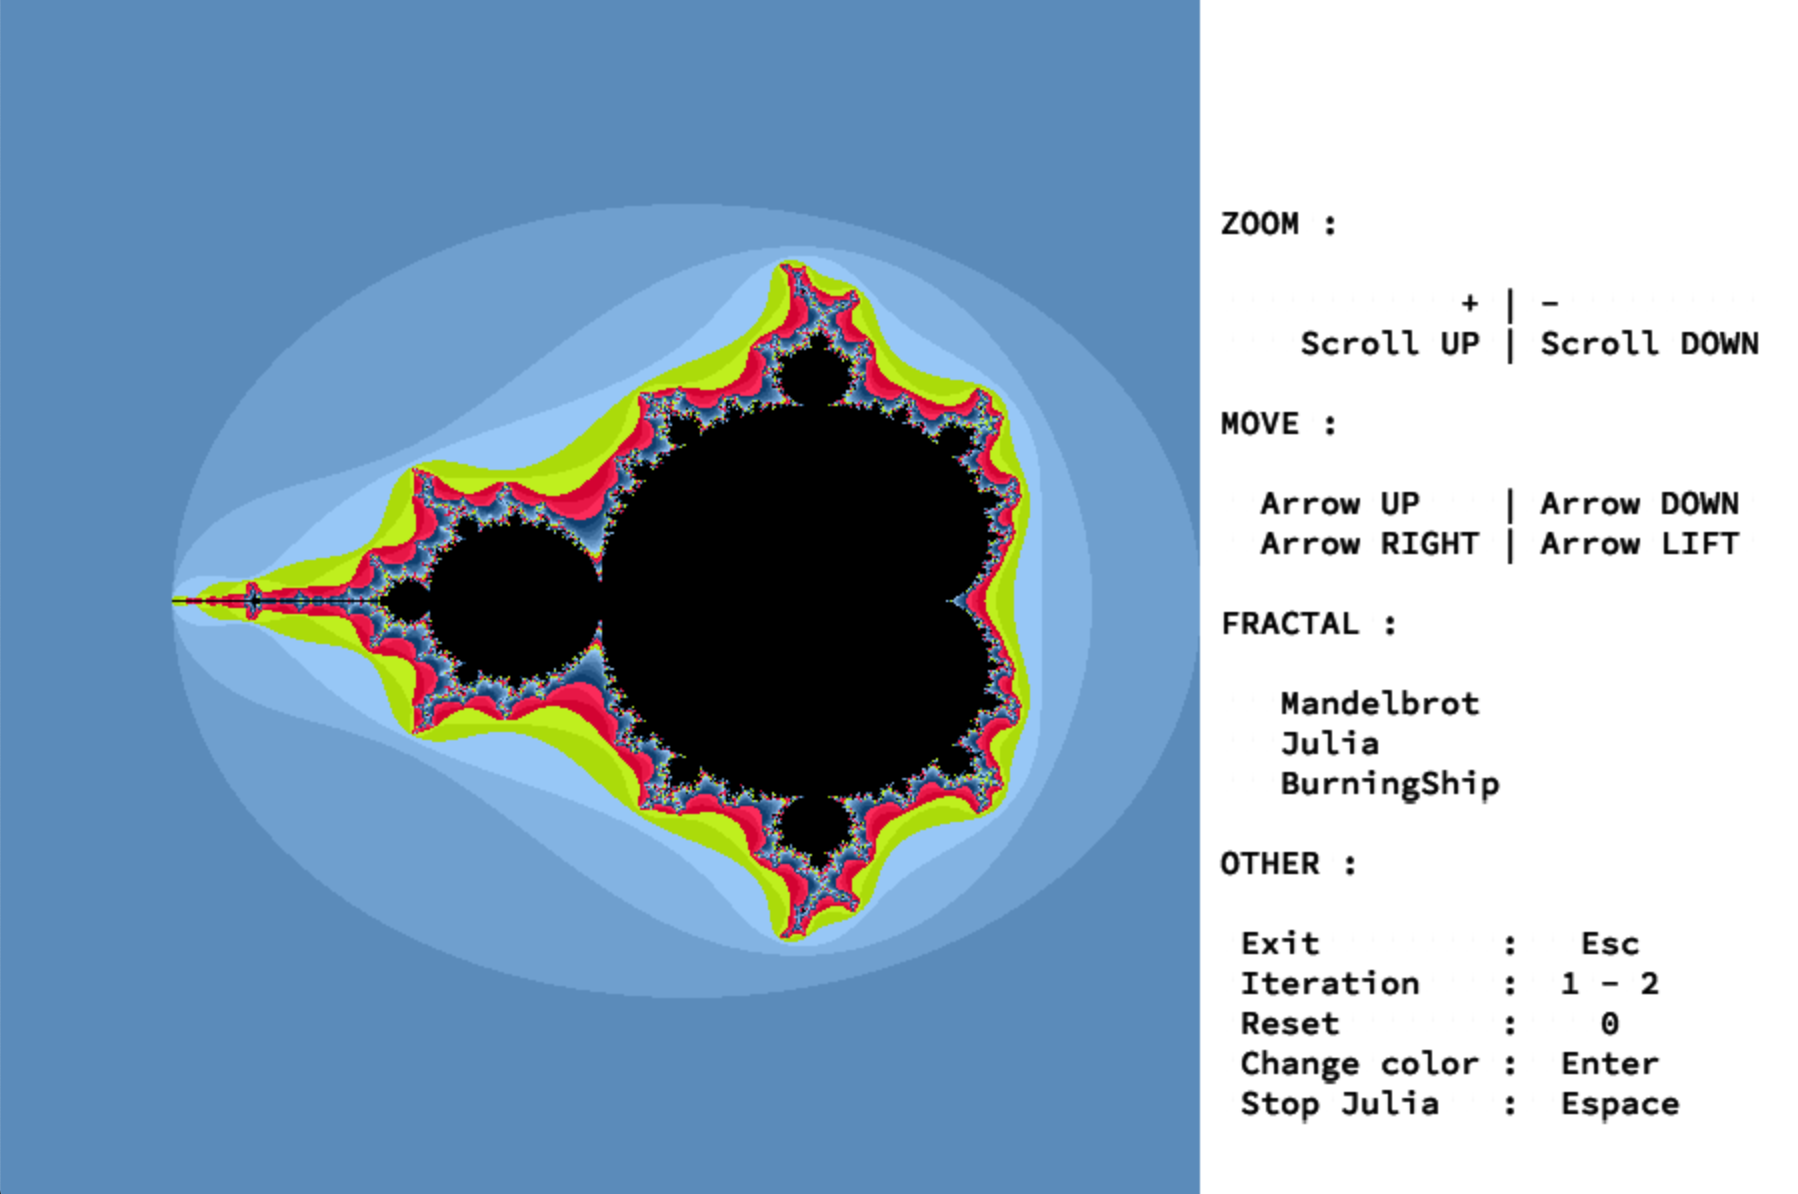 ZOOM :
+ | -
Scroll UP | Scroll DOWN
MOVE :
Arrow UP | Arrow DOWN
Arrow RIGHT | Arrow LIFT
FRACTAL :
Mandelbrot
Julia
BurningShip
OTHER :
Exit : Esc
Iteration : 1 - 2
Reset : 0
Change color : Enter
Stop Julia : Espace